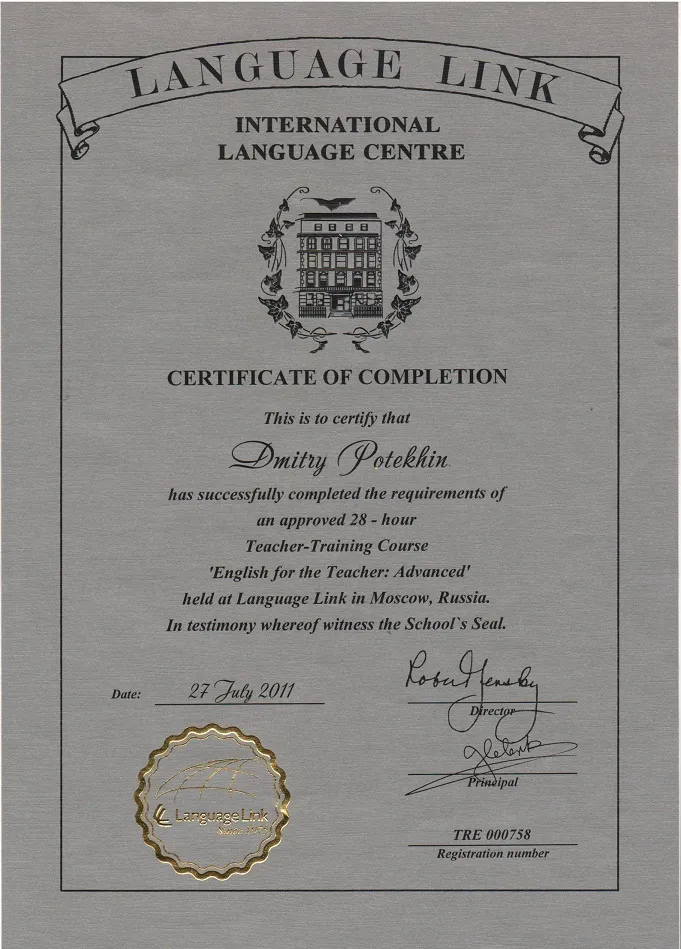 LANGUAGE LINK
INTERNATIONAL
LANGUAGE CENTRE
CERTIFICATE OF COMPLETION
This is to certify that
Dmitry Potekhin
has successfully completed the requirements of
an approved 28 - hour
Teacher-Training Course
'English for the Teacher: Advanced'
held at Language Link in Moscow, Russia.
In testimony whereof witness the School`s Seal.
Date: 27 July 2011
Director
Principal
LanguageLink
Since 1975
TRE 000758
Registration number